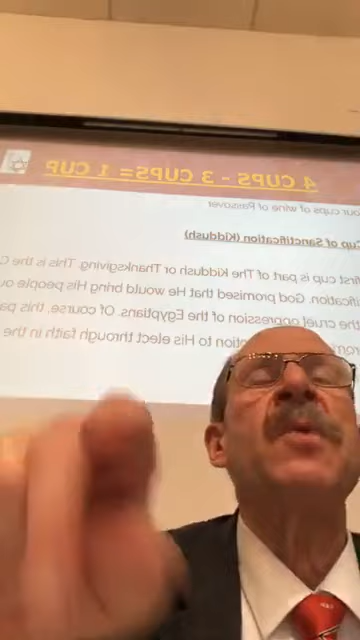 4 CUPS - 3 CUPS= 1 CUP
our cups of wine of Passover
Cup of Sanctification (Kiddush)
first cup is part of The Kiddush or Thanksgiving. This is the
God promised that He would bring His people
the cruel oppression of the Egyptians. Of course, this
to His elect through faith in the